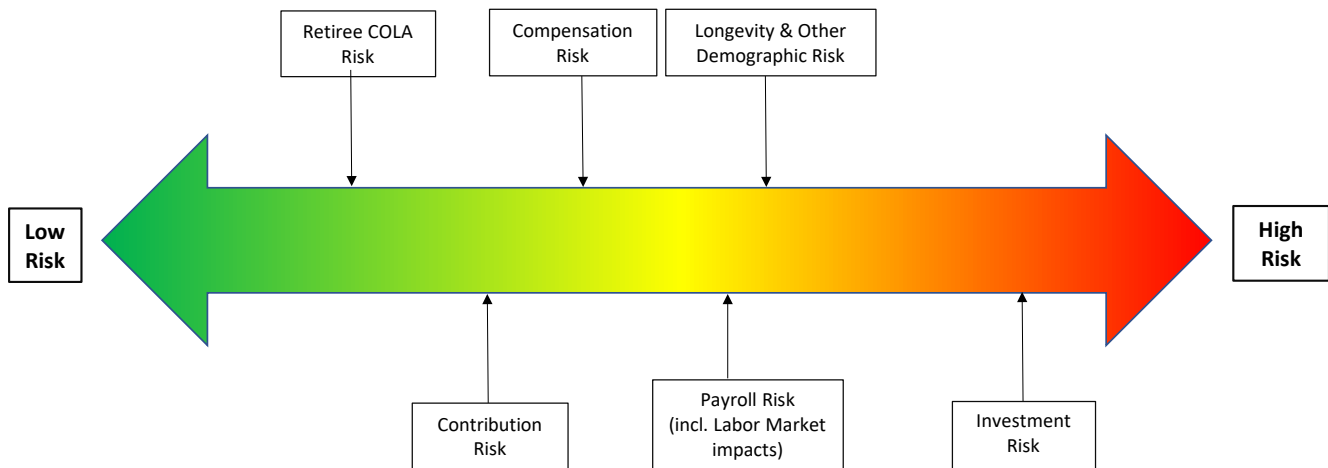 Retiree COLA
Risk
Compensation
Risk
Longevity & Other
Demographic Risk
Low
Risk
High
Risk
Contribution
Risk
Payroll Risk
(incl. Labor Market
impacts)
Investment
Risk